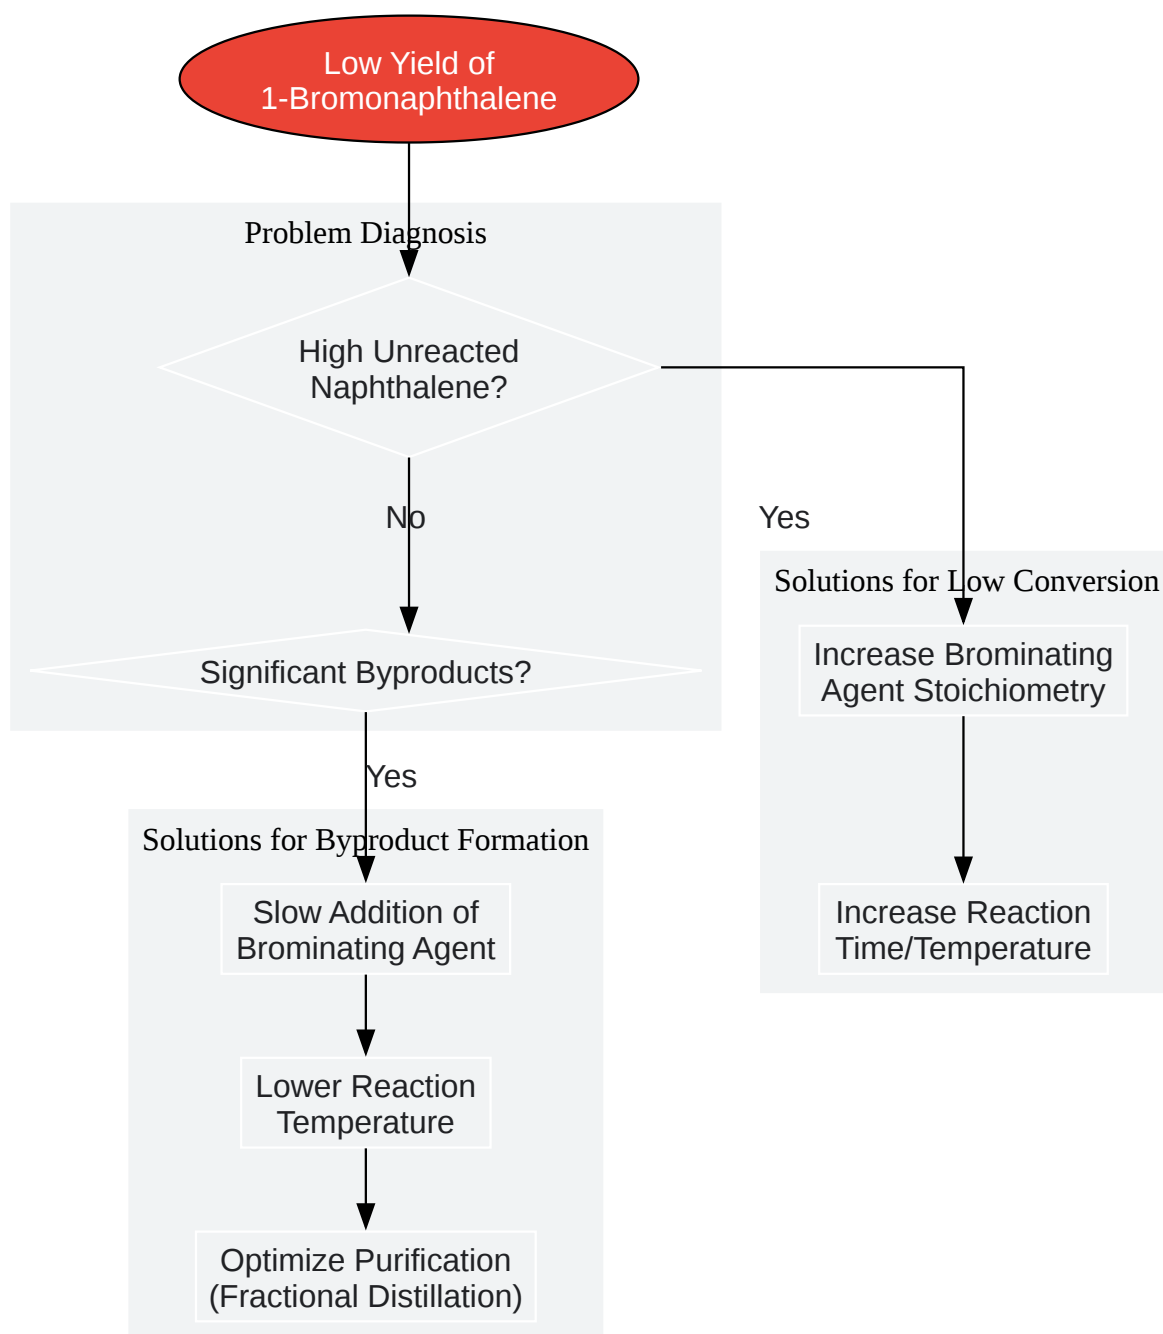 Low Yield of
1-Bromonaphthalene
Problem Diagnosis
High Unreacted
Naphthalene?
No
Yes
Solutions for Low Conversion
Increase Brominating
Agent Stoichiometry
Increase Reaction
Time/Temperature
Significant Byproducts?
Yes
Solutions for Byproduct Formation
Slow Addition of
Brominating Agent
Lower Reaction
Temperature
Optimize Purification
(Fractional Distillation)